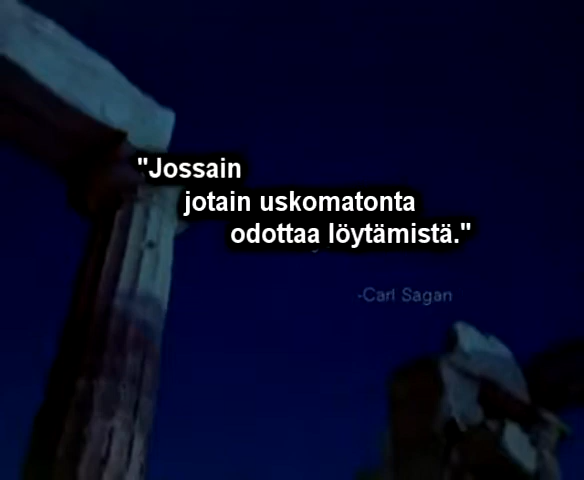 "Jossain
jotain uskomatonta
odottaa löytämistä."
-Carl Sagan